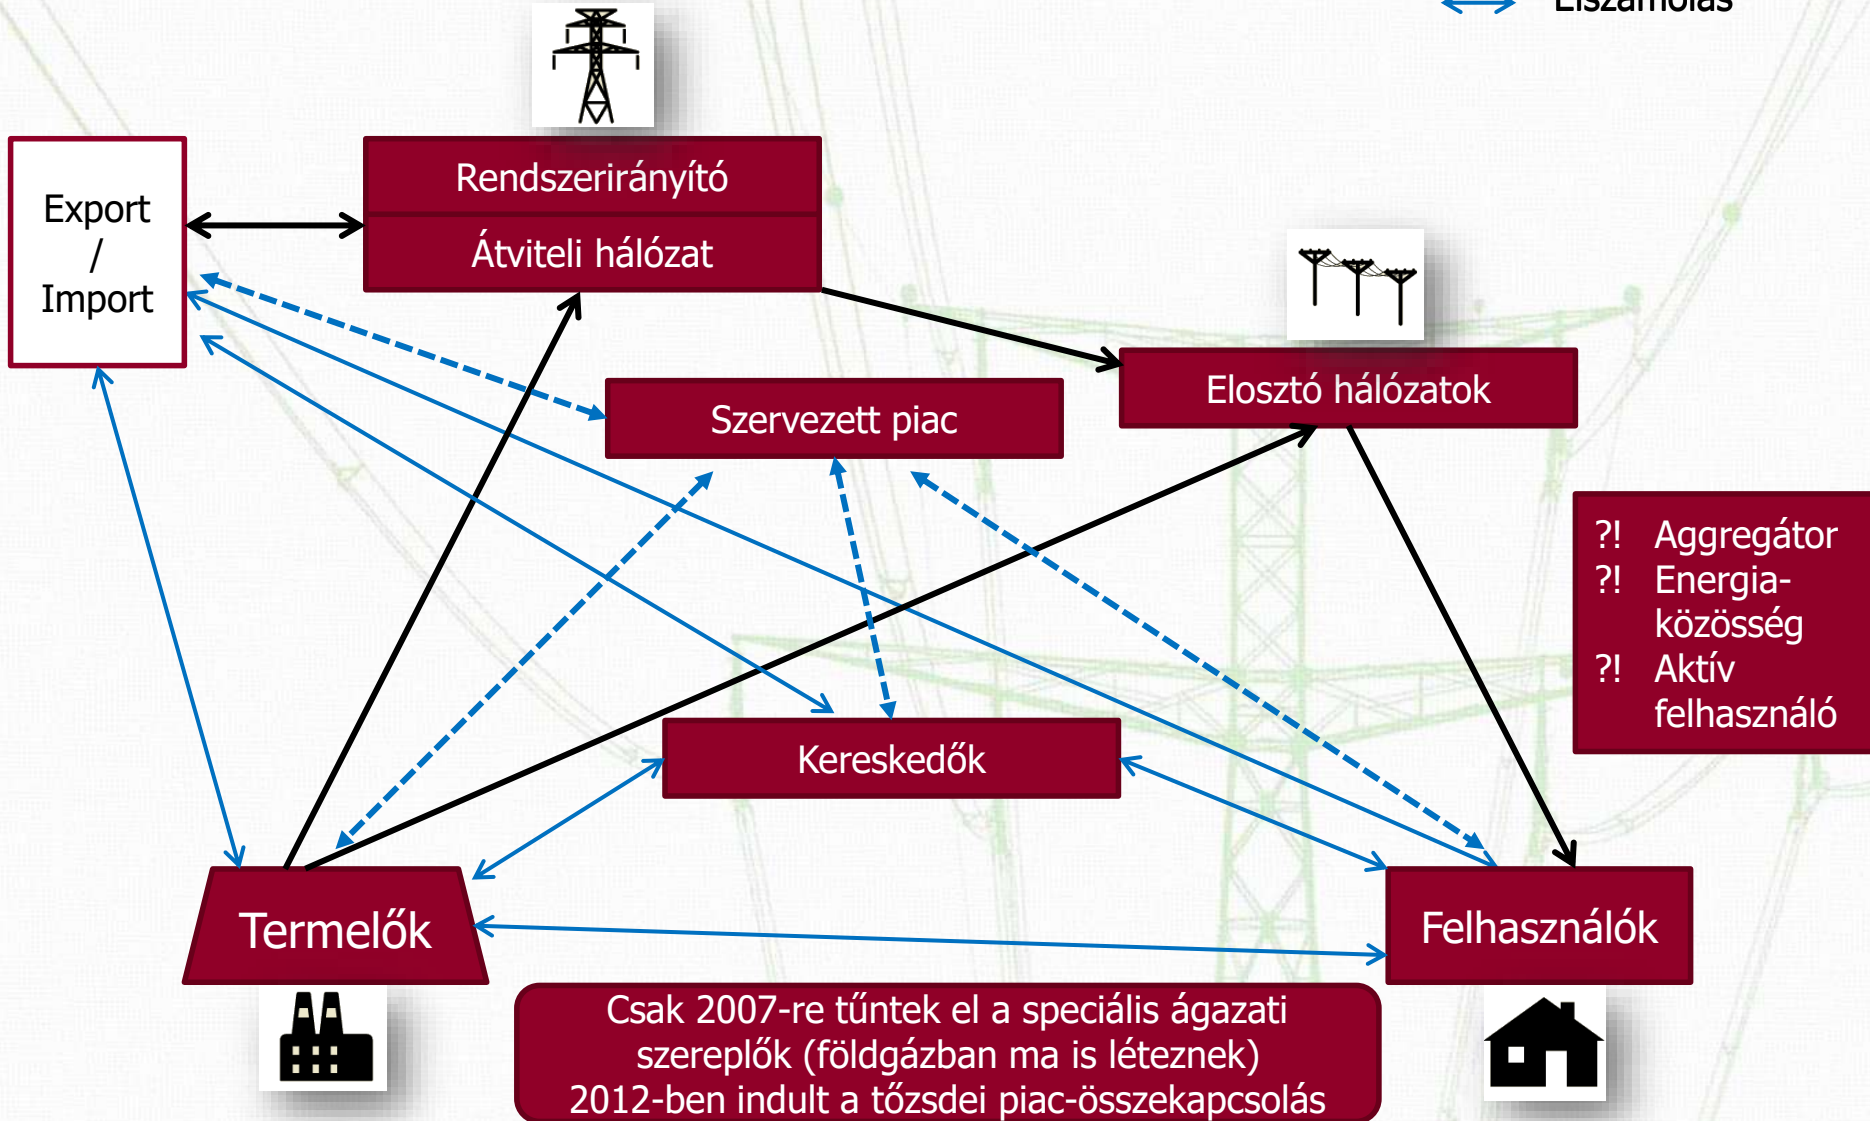 Elszámolás
Rendszerirányító
Átviteli hálózat
Export
/
Import
Elosztó hálózatok
Szervezett piac
?! Aggregátor
?! Energia-
közösség
?! Aktív
felhasználó
Kereskedők
Termelők
Felhasználók
Csak 2007-re tűntek el a speciális ágazati
szereplők (földgázban ma is léteznek)
2012-ben indult a tőzsdei piac-összekapcsolás